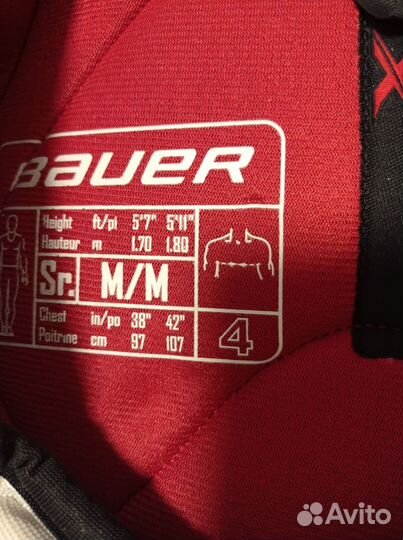 BAUER
Height ft/pi 5'7" 5'11"
Hauteur m 1.70 1.80
Sr. M/M
Chest in/po 38" 42"
Poitrine cm 97 107
4
Avito